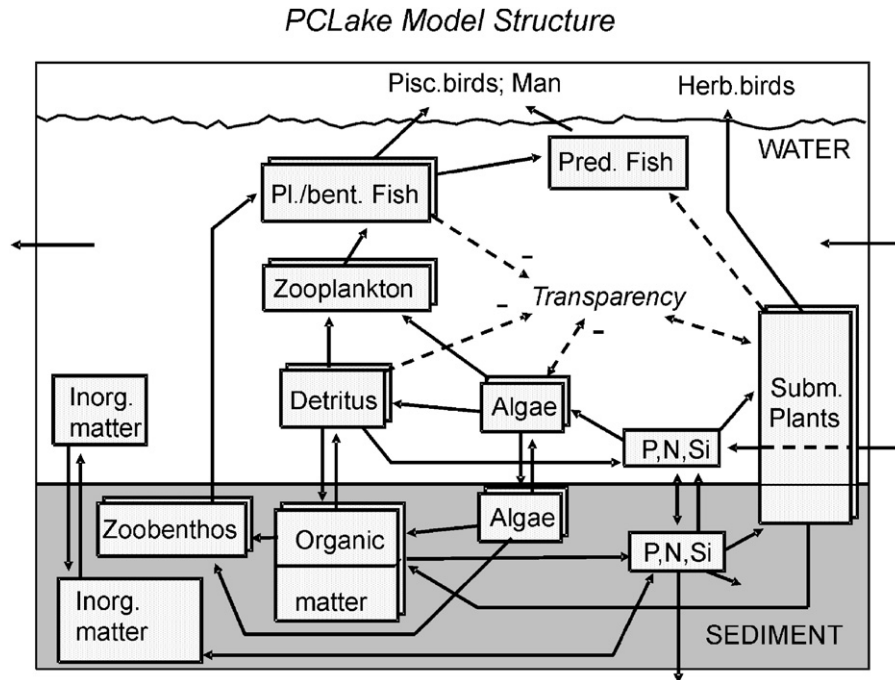 PCLake Model Structure
Pisc.birds; Man
Herb.birds
WATER
Pred. Fish
Pl./bent. Fish
–
Zooplankton
–
Transparency
–
Inorg.
matter
Detritus
Algae
Subm.
Plants
P,N,Si
Zoobenthos
Organic
matter
Algae
P,N,Si
Inorg.
matter
SEDIMENT